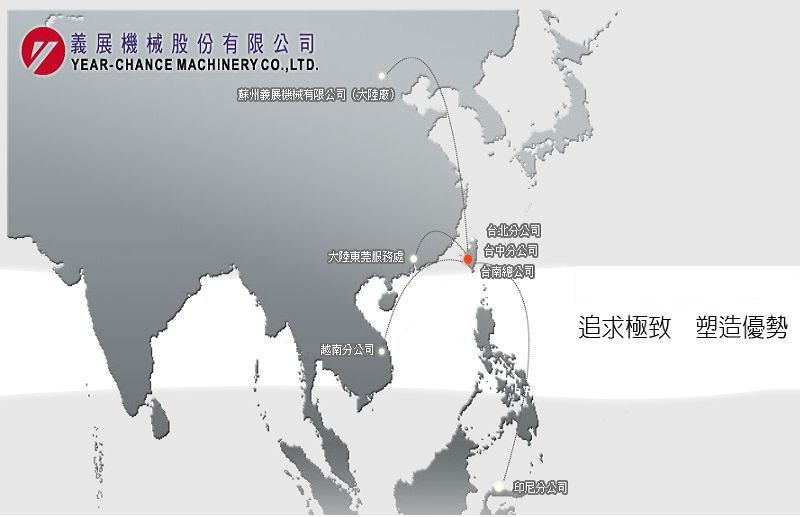 義展機械股份有限公司
YEAR-CHANCE MACHINERY CO.,LTD.
蘇州義展機械有限公司（大陸廠）
台北分公司
台中分公司
大陸東莞服務處
台南總公司
追求極致　塑造優勢
越南分公司
印尼分公司